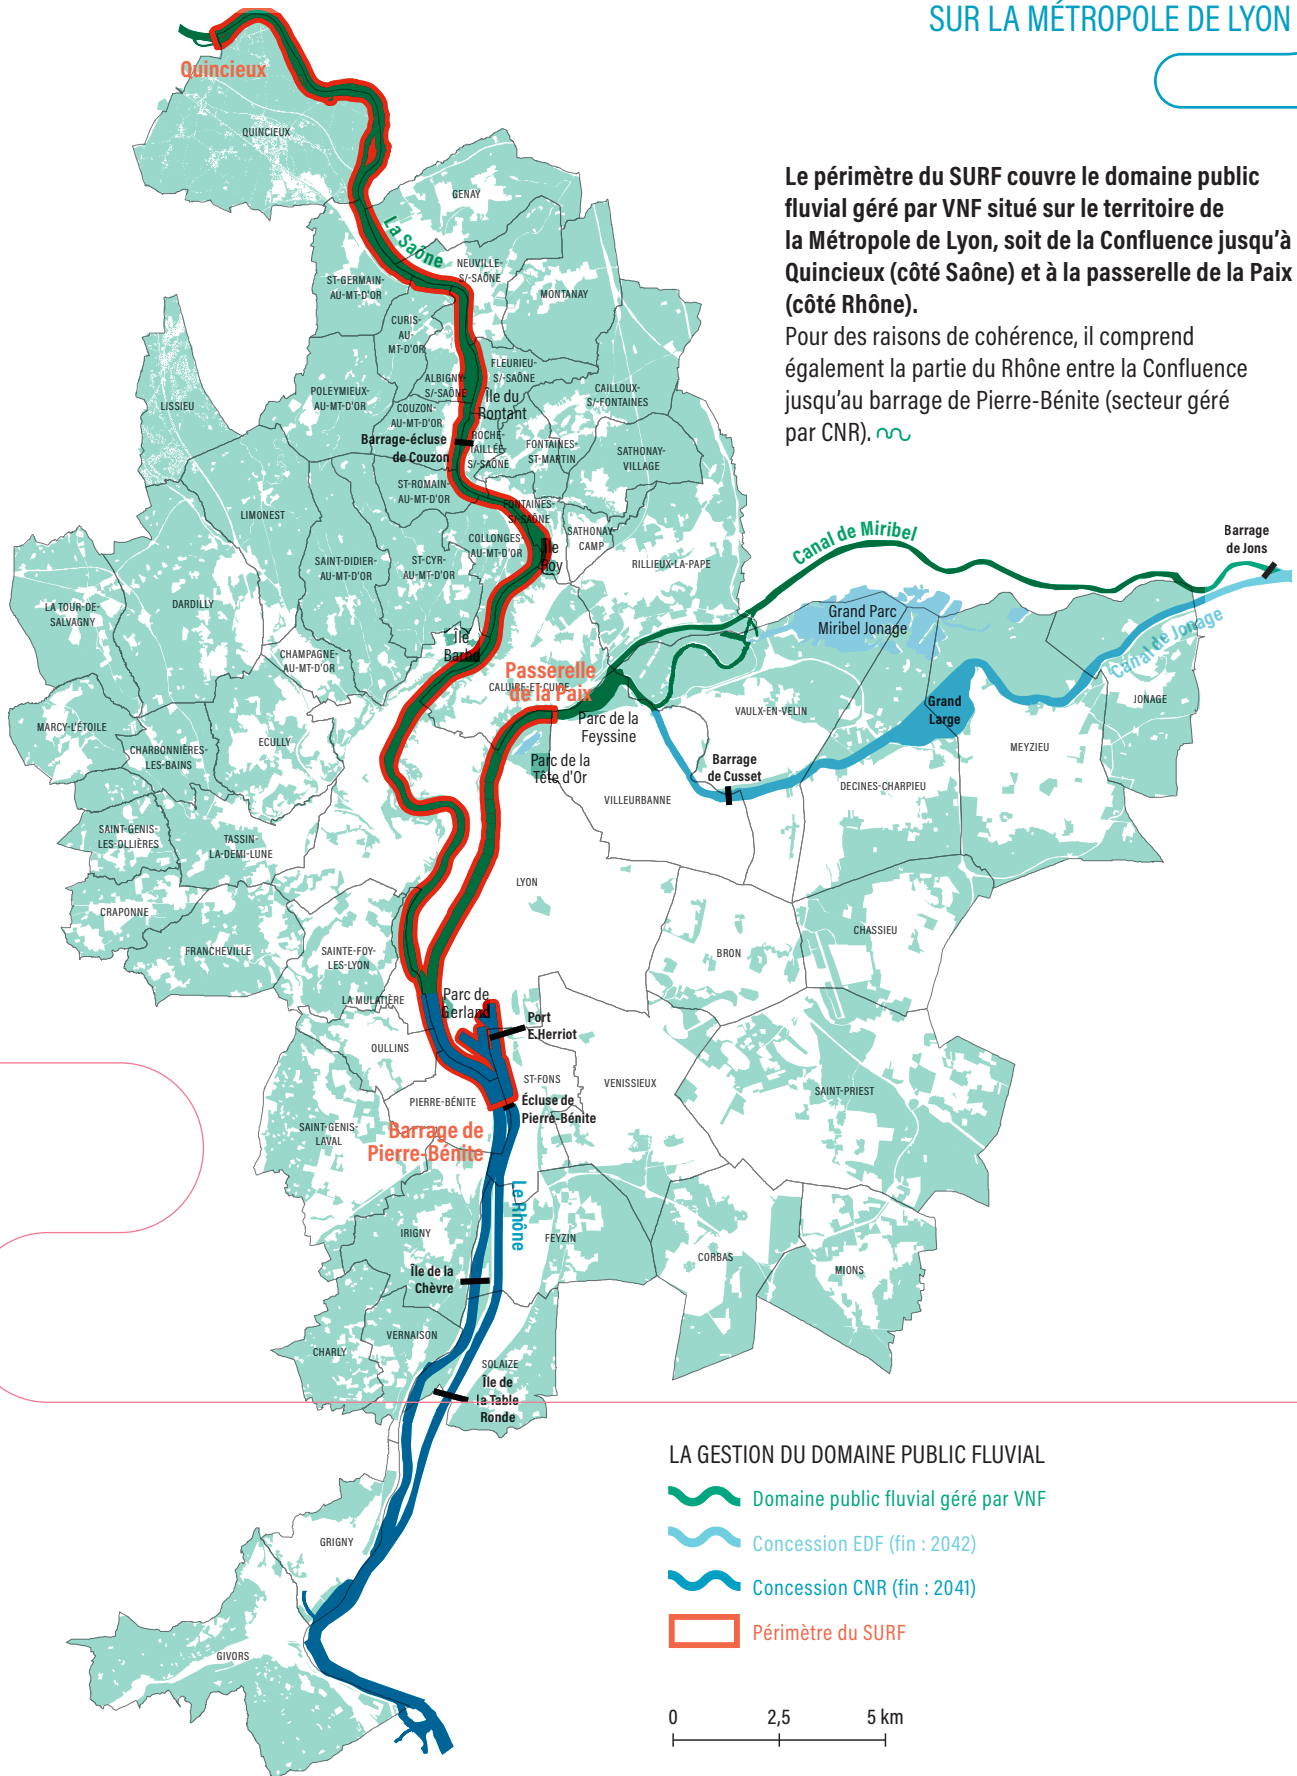 SUR LA MÉTROPOLE DE LYON
Le périmètre du SURF couvre le domaine public
fluvial géré par VNF situé sur le territoire de
la Métropole de Lyon, soit de la Confluence jusqu'à
Quincieux (côté Saône) et à la passerelle de la Paix
(côté Rhône).
Pour des raisons de cohérence, il comprend
également la partie du Rhône entre la Confluence
jusqu'au barrage de Pierre-Bénite (secteur géré
par CNR).
Quincieux
QUINCIEUX
GENAY
La Saône
NEUVILLE-
S/-SAÔNE
ST-GERMAIN-
AU-MT-D'OR
MONTANAY
CURIS-
AU-
MT-D'OR
FLEURIEU-
S/-SAÔNE
ALBIGNY-
S/-SAÔNE
POLEYMIEUX-
AU-MT-D'OR
CAILLOUX-
S/-FONTAINES
LISSIEU
Île du
Rontant
COUZON-
AU-MT-D'OR
Barrage-écluse
de Couzon
ROCHE-
TAILLÉE-
S/-SAÔNE
FONTAINES-
ST-MARTIN
SATHONAY-
VILLAGE
ST-ROMAIN-
AU-MT-D'OR
FONTAINES-
S/-SAÔNE
LIMONEST
COLLONGES-
AU-MT-D'OR
SATHONAY-
CAMP
Île
Roy
RILLIEUX-LA-PAPE
SAINT-DIDIER-
AU-MT-D'OR
ST-CYR-
AU-MT-D'OR
Canal de Miribel
Barrage
de Jons
LA TOUR-DE-
SALVAGNY
DARDILLY
Grand Parc
Miribel Jonage
Canal de Jonage
Île
Barbe
CHAMPAGNE-
AU-MT-D'OR
Passerelle
de la Paix
CALUIRE-ET-CUIRE
JONAGE
Grand
Large
MARCY-L'ÉTOILE
CHARBONNIÈRES-
LES-BAINS
ECULLY
Parc de la
Feyssine
VAULX-EN-VELIN
MEYZIEU
Parc de la
Tête d'Or
Barrage
de Cusset
DECINES-CHARPIEU
VILLEURBANNE
SAINT-GENIS-
LES-OLLIÈRES
TASSIN-
LA-DEMI-LUNE
LYON
CRAPONNE
FRANCHEVILLE
SAINTE-FOY-
LES-LYON
BRON
CHASSIEU
LA MULATIÈRE
Parc de
Gerland
Port
E.Herriot
OULLINS
ST-FONS
VENISSIEUX
SAINT-PRIEST
PIERRE-BÉNITE
Écluse de
Pierre-Bénite
SAINT-GENIS-
LAVAL
Barrage de
Pierre-Bénite
Le Rhône
IRIGNY
FEYZIN
CORBAS
MIONS
Île de la
Chèvre
VERNAISON
CHARLY
SOLAIZE
Île de
la Table
Ronde
GRIGNY
GIVORS
LA GESTION DU DOMAINE PUBLIC FLUVIAL
Domaine public fluvial géré par VNF
Concession EDF (fin : 2042)
Concession CNR (fin : 2041)
Périmètre du SURF
0 2,5 5 km